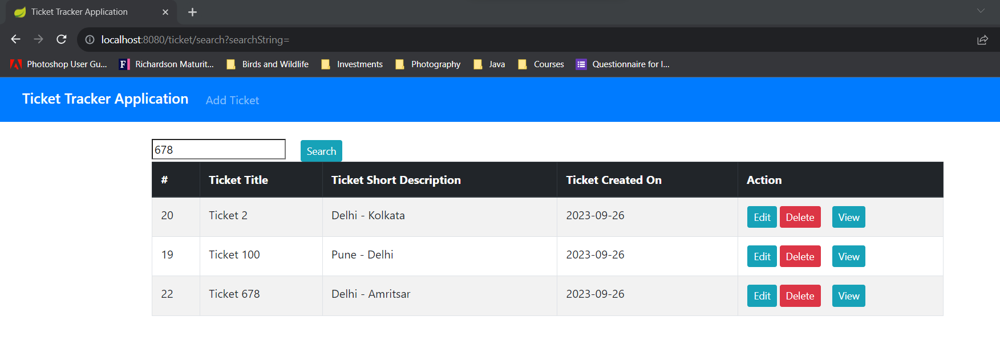 Ticket Tracker Application
localhost:8080/ticket/search?searchString=
Photoshop User Gu... Richardson Maturit... Birds and Wildlife Investments Photography Java Courses Questionnaire for I...
Ticket Tracker Application Add Ticket
678 Search
# Ticket Title Ticket Short Description Ticket Created On Action
20 Ticket 2 Delhi - Kolkata 2023-09-26 Edit Delete View
19 Ticket 100 Pune - Delhi 2023-09-26 Edit Delete View
22 Ticket 678 Delhi - Amritsar 2023-09-26 Edit Delete View